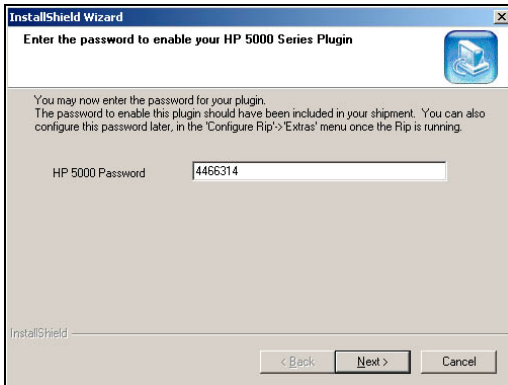 InstallShield Wizard
Enter the password to enable your HP 5000 Series Plugin
You may now enter the password for your plugin.
The password to enable this plugin should have been included in your shipment. You can also
configure this password later, in the 'Configure Rip'->'Extras' menu once the Rip is running.
HP 5000 Password
4466314
InstallShield
< Back
Next >
Cancel